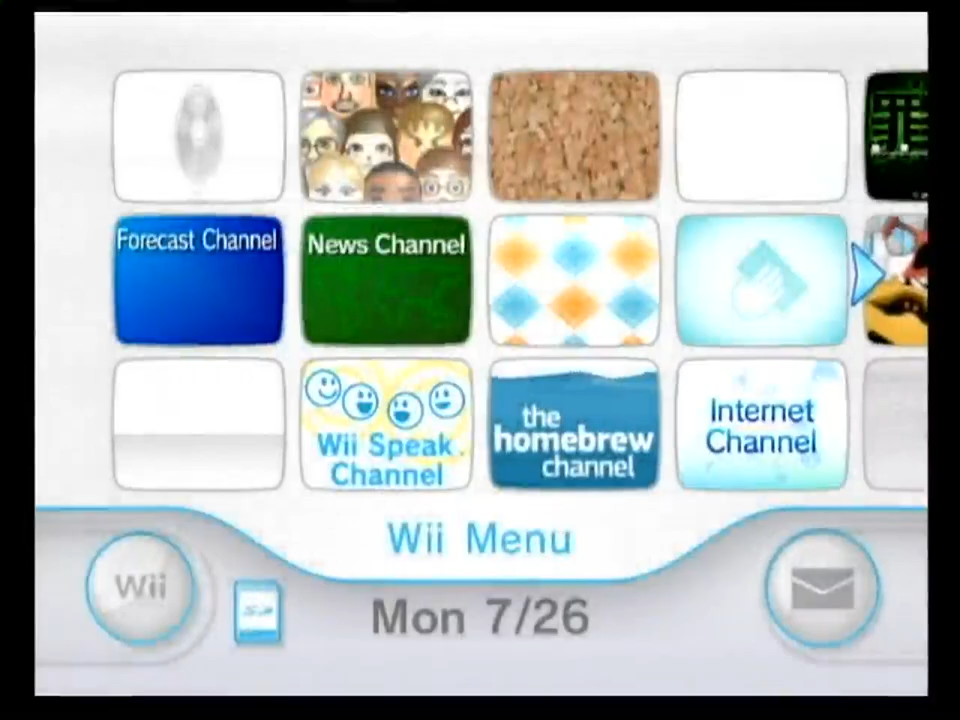 Forecast Channel
News Channel
Wii Speak
Channel
the
homebrew
channel
Internet
Channel
Wii Menu
Wii
Mon 7/26